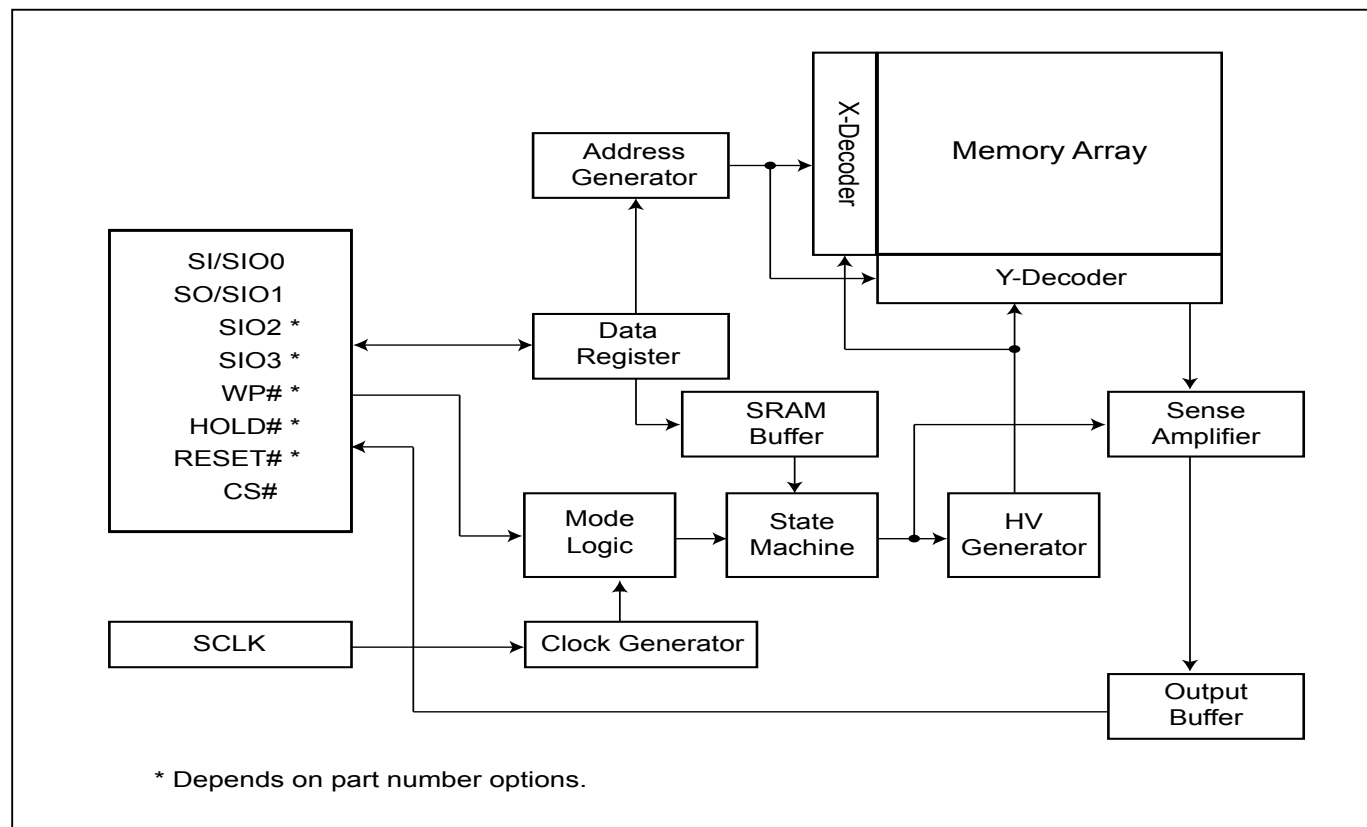 X-Decoder
Memory Array
Address
Generator
SI/SIO0
SO/SIO1
SIO2 *
SIO3 *
WP# *
HOLD# *
RESET# *
CS#
Y-Decoder
Data
Register
SRAM
Buffer
Sense
Amplifier
Mode
Logic
State
Machine
HV
Generator
SCLK
Clock Generator
Output
Buffer
* Depends on part number options.